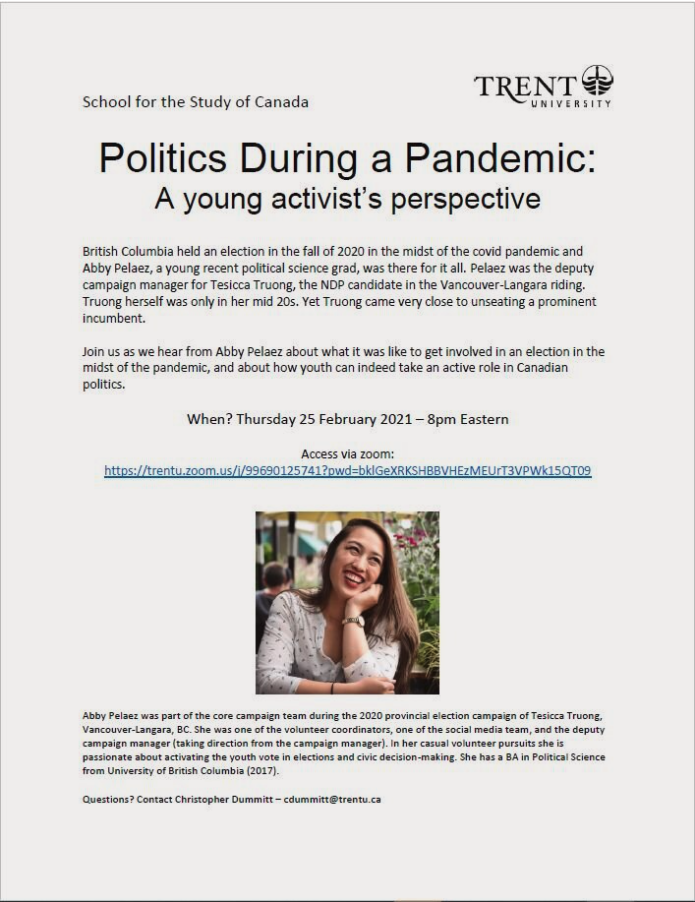 TRENT
UNIVERSITY
School for the Study of Canada
Politics During a Pandemic:
A young activist's perspective
British Columbia held an election in the fall of 2020 in the midst of the covid pandemic and
Abby Pelaez, a young recent political science grad, was there for it all. Pelaez was the deputy
campaign manager for Tesicca Truong, the NDP candidate in the Vancouver-Langara riding.
Truong herself was only in her mid 20s. Yet Truong came very close to unseating a prominent
incumbent.
Join us as we hear from Abby Pelaez about what it was like to get involved in an election in the
midst of the pandemic, and about how youth can indeed take an active role in Canadian
politics.
When? Thursday 25 February 2021 – 8pm Eastern
Access via zoom:
https://trentu.zoom.us/j/99690125741?pwd=bklGeXRKSHBBVHEzMEUrT3VPWk15QT09
Abby Pelaez was part of the core campaign team during the 2020 provincial election campaign of Tesicca Truong,
Vancouver-Langara, BC. She was one of the volunteer coordinators, one of the social media team, and the deputy
campaign manager (taking direction from the campaign manager). In her casual volunteer pursuits she is
passionate about activating the youth vote in elections and civic decision-making. She has a BA in Political Science
from University of British Columbia (2017).
Questions? Contact Christopher Dummitt – cdummitt@trentu.ca